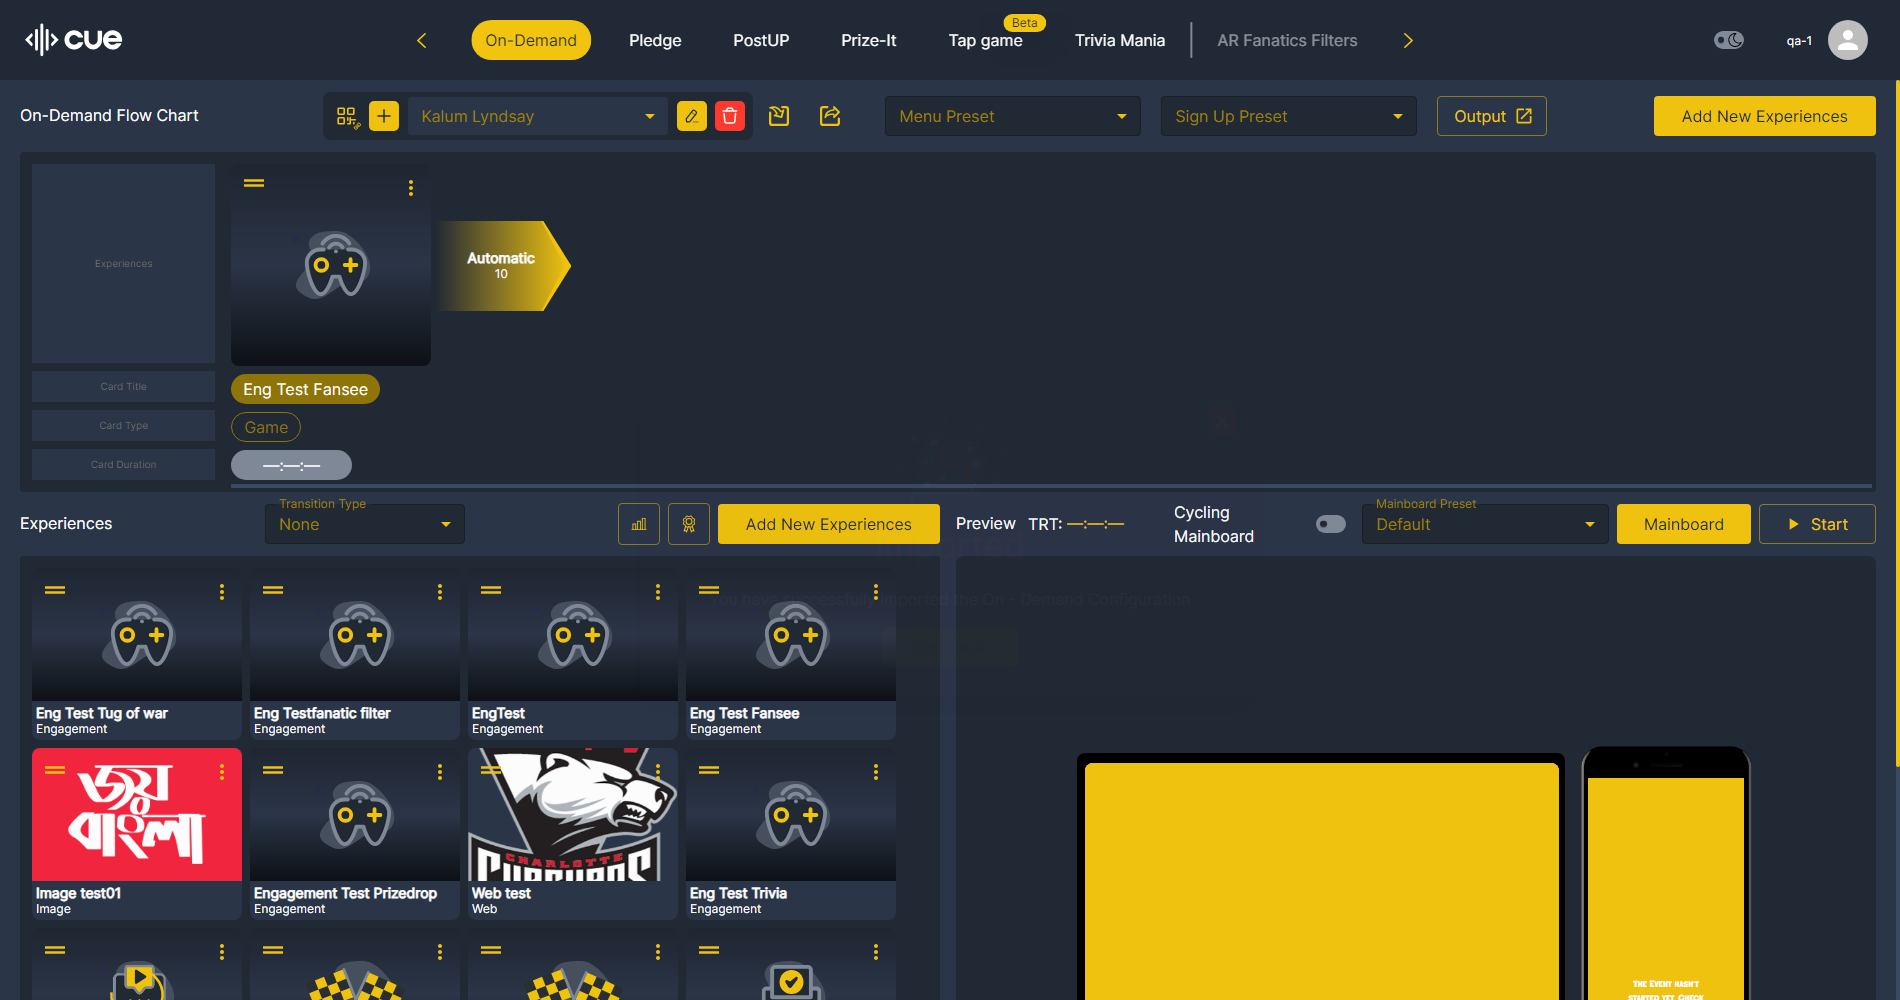 cue
On-Demand
Pledge
PostUP
Prize-It
Tap game
Beta
Trivia Mania
AR Fanatics Filters
qa-1
On-Demand Flow Chart
Kalum Lyndsay
Menu Preset
Sign Up Preset
Output
Add New Experiences
Experiences
Automatic
10
Card Title
Eng Test Fansee
Card Type
Game
Card Duration
—:—:—
Experiences
Transition Type
None
Add New Experiences
Preview
TRT: —:—:—
Cycling
Mainboard
Mainboard Preset
Default
Mainboard
Start
You have successfully imported the On - Demand Configuration
Eng Test Tug of war
Engagement
Eng Testfanatic filter
Engagement
EngTest
Engagement
Eng Test Fansee
Engagement
জয়
বাংলা
CHARLOTTE
Image test01
Image
Engagement Test Prizedrop
Engagement
Web test
Web
Eng Test Trivia
Engagement
THE EVENT HASN'T
STARTED YET. CHECK